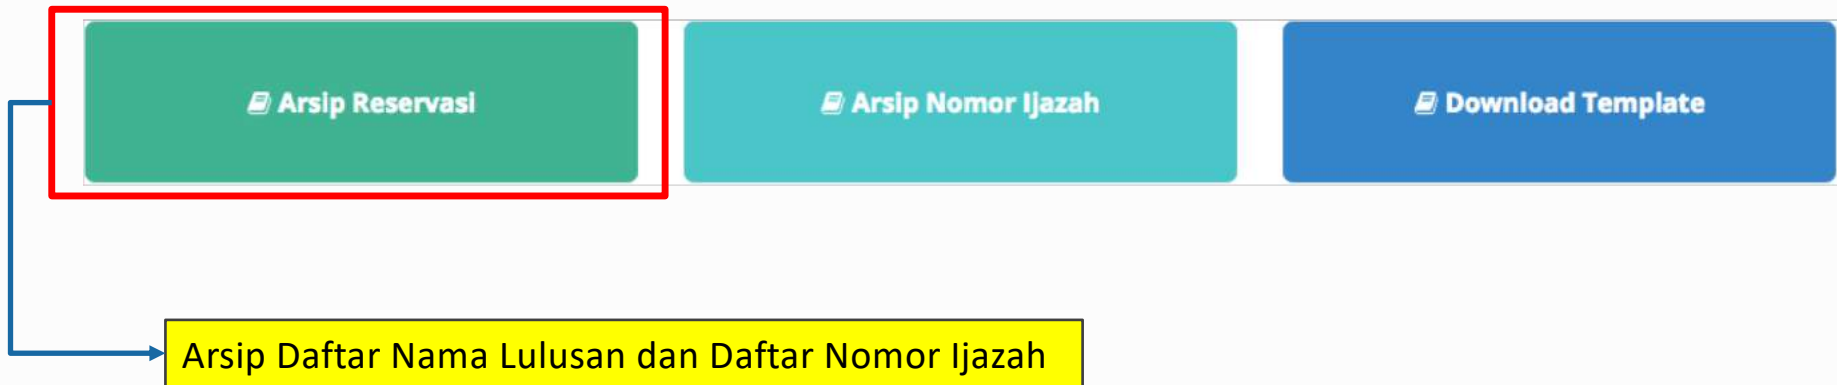 Arsip Reservasi
Arsip Nomor Ijazah
Download Template
Arsip Daftar Nama Lulusan dan Daftar Nomor Ijazah